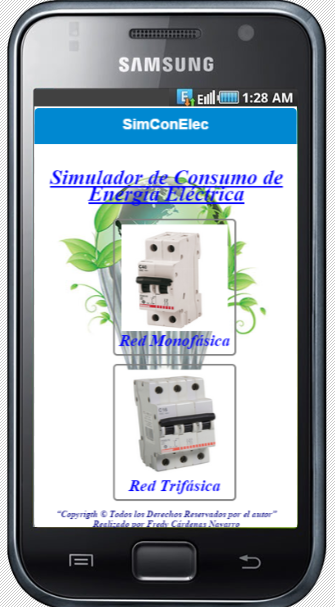 SAMSUNG
E 1:28 AM
SimConElec
Simulador de Consumo de
Energía Eléctrica
C40
Red Monofásica
Red Trifásica
"Copyrigth © Todos los Derechos Reservados por el autor"
Realizado por Fredy Cárdenas Navarro